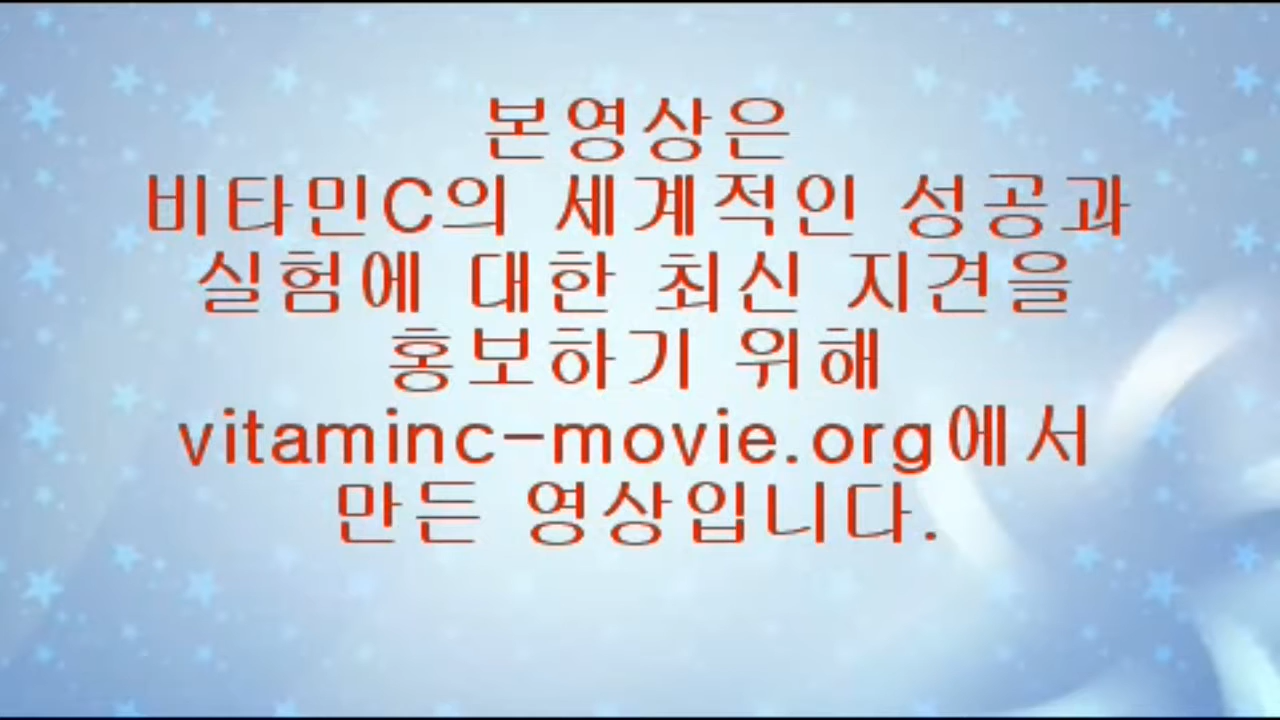 본영상은
비타민C의 세계적인 성공과
실험에 대한 최신 지견을
홍보하기 위해
vitaminc-movie.org에서
만든 영상입니다.